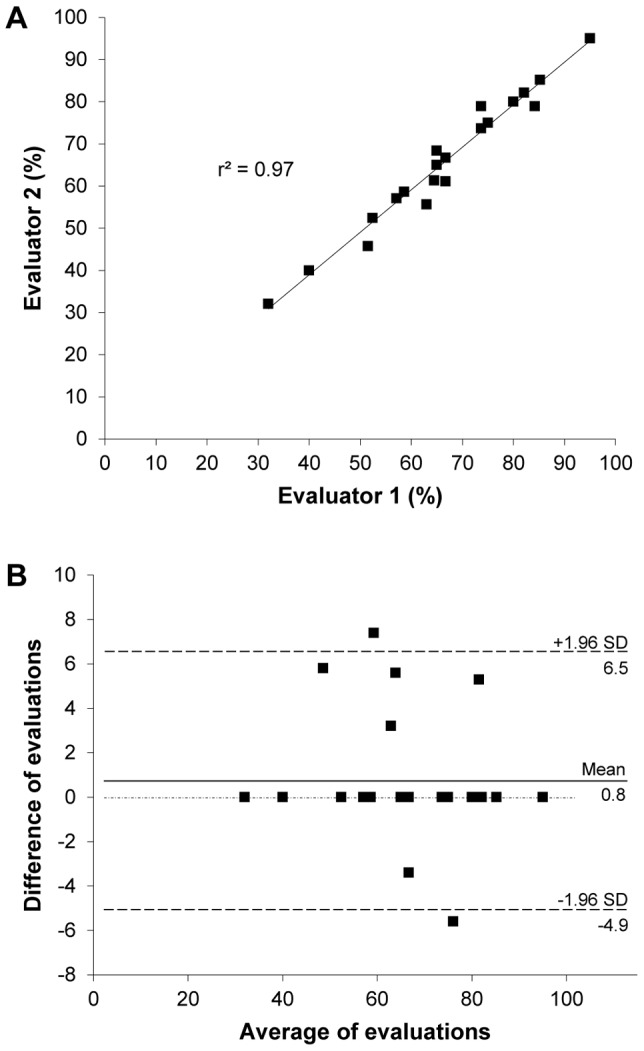 A
100
90
80
70
60
50
40
30
20
10
0
Evaluator 2 (%)
r² = 0.97
0 10 20 30 40 50 60 70 80 90 100
Evaluator 1 (%)
B
10
8
6
4
2
0
-2
-4
-6
-8
Difference of evaluations
+1.96 SD
6.5
Mean
0.8
-1.96 SD
-4.9
0 20 40 60 80 100
Average of evaluations